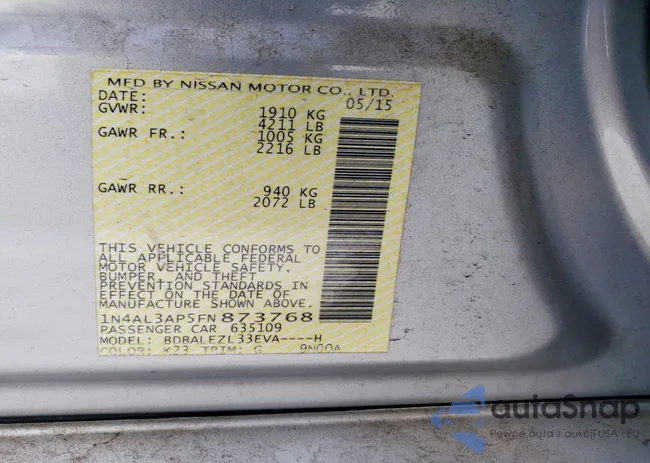 MFD BY NISSAN MOTOR CO., LTD.
DATE: 05/15
GVWR: 1910 KG
4211 LB
GAWR FR.: 1005 KG
2216 LB
GAWR RR.: 940 KG
2072 LB
THIS VEHICLE CONFORMS TO
ALL APPLICABLE FEDERAL
MOTOR VEHICLE SAFETY,
BUMPER, AND THEFT
PREVENTION STANDARDS IN
EFFECT ON THE DATE OF
MANUFACTURE SHOWN ABOVE.
1N4AL3AP5FN873768
PASSENGER CAR 635109
MODEL: BDBALEZL33EVA----H
COLOR: K23 TRIM: G 9N00A
autoSnap
Pewne auta z aukcji USA - EU